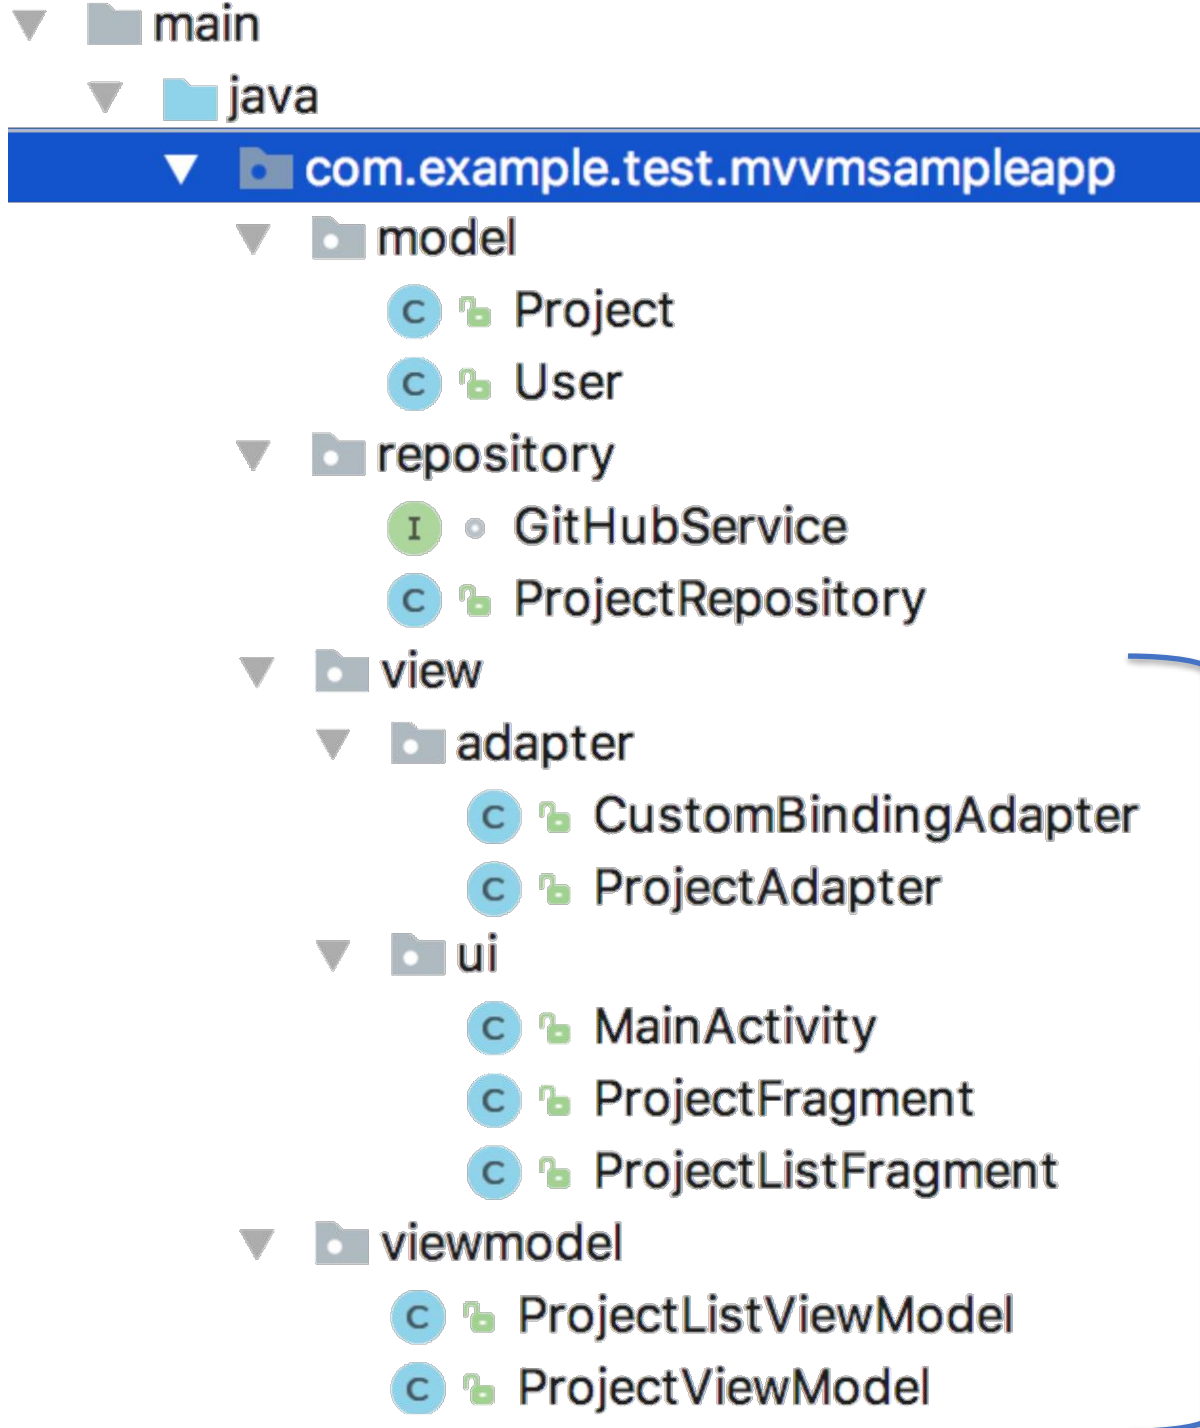 main
java
com.example.test.mvvmsampleapp
model
C Project
C User
repository
I GitHubService
C ProjectRepository
view
adapter
C CustomBindingAdapter
C ProjectAdapter
ui
C MainActivity
C ProjectFragment
C ProjectListFragment
viewmodel
C ProjectListViewModel
C ProjectViewModel